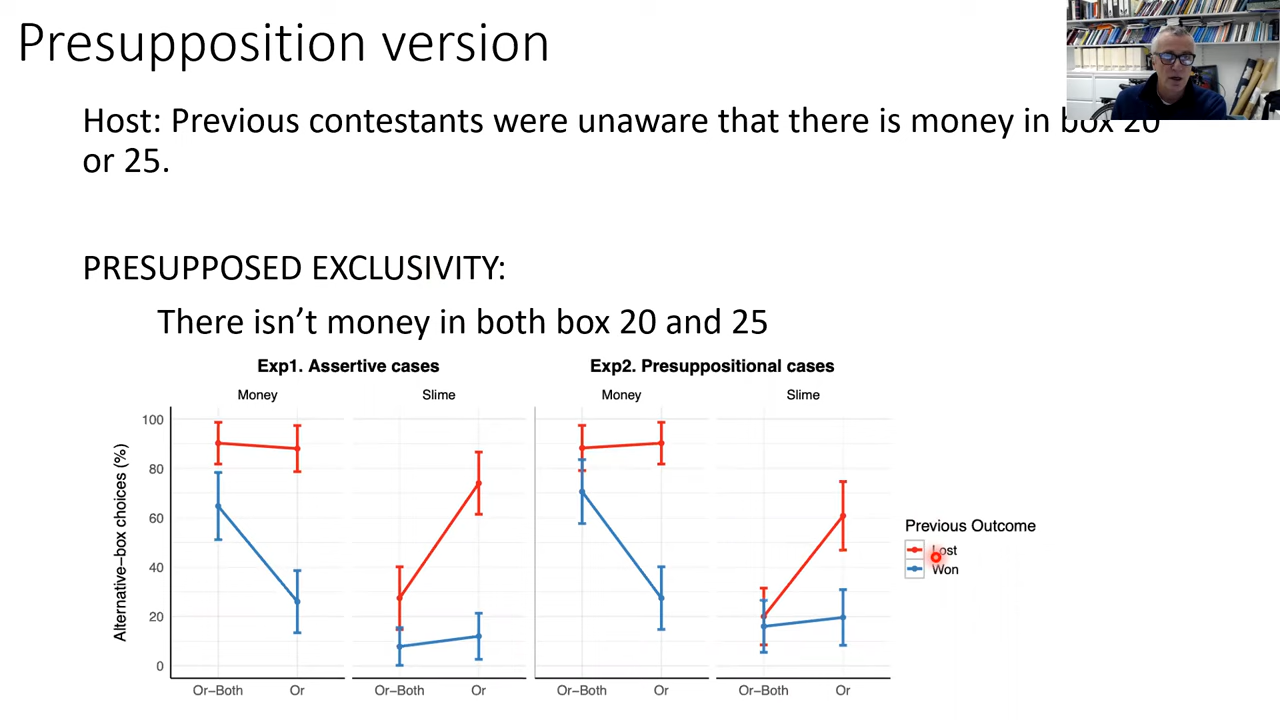 Presupposition version
Host: Previous contestants were unaware that there is money in box 20
or 25.
PRESUPPOSED EXCLUSIVITY:
There isn't money in both box 20 and 25
Exp1. Assertive cases
Exp2. Presuppositional cases
Money
Slime
Money
Slime
Alternative−box choices (%)
100
80
60
40
20
0
Or−Both
Or
Or−Both
Or
Or−Both
Or
Or−Both
Or
Previous Outcome
Lost
Won